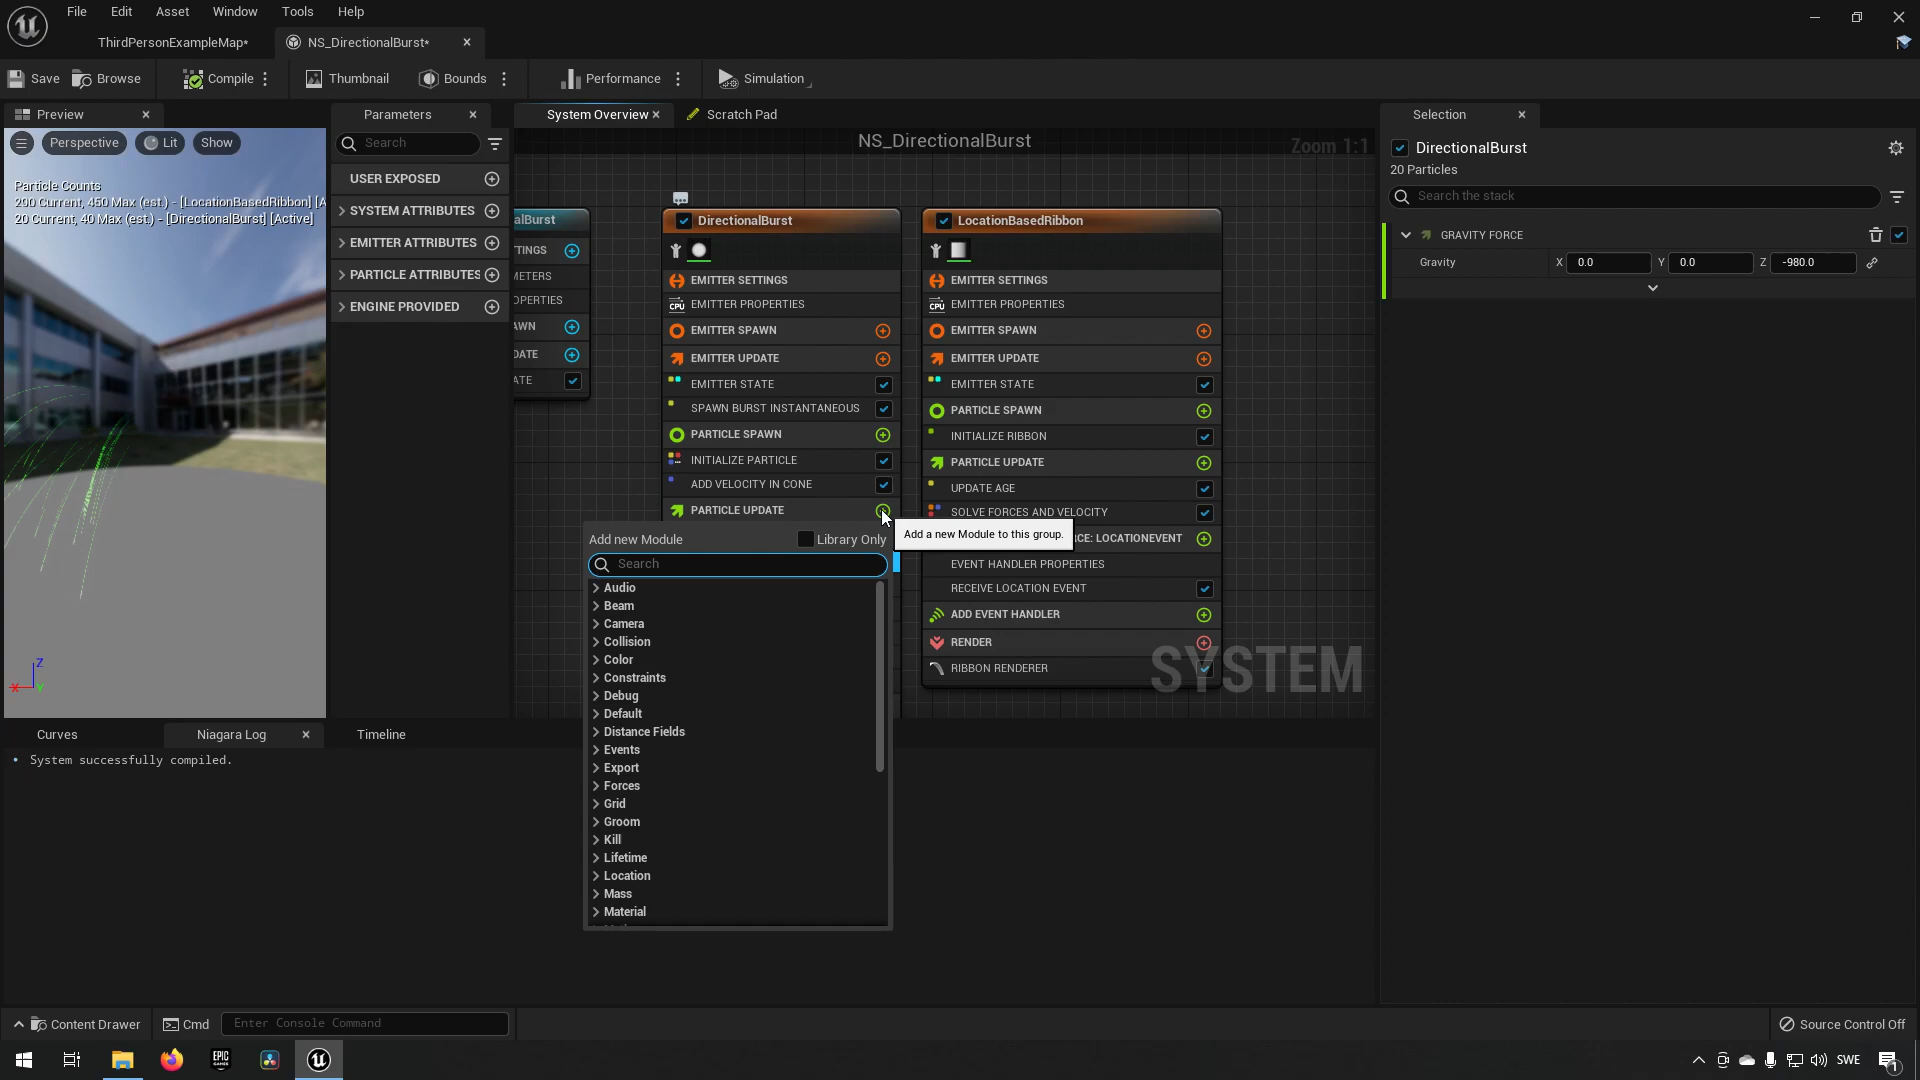 File Edit Asset Window Tools Help
ThirdPersonExampleMap* NS_DirectionalBurst*
Save Browse Compile Thumbnail Bounds Performance Simulation
Preview Parameters System Overview Scratch Pad Selection
Perspective Lit Show
Search
NS_DirectionalBurst
Zoom 1:1
DirectionalBurst
20 Particles
Search the stack
Particle Counts
200 Current, 450 Max (est.) - [LocationBasedRibbon] [A
20 Current, 40 Max (est.) - [DirectionalBurst] [Active]
USER EXPOSED
SYSTEM ATTRIBUTES
EMITTER ATTRIBUTES
PARTICLE ATTRIBUTES
ENGINE PROVIDED
alBurst
TTINGS
METERS
OPERTIES
AWN
DATE
ATE
DirectionalBurst
EMITTER SETTINGS
CPU EMITTER PROPERTIES
EMITTER SPAWN
EMITTER UPDATE
EMITTER STATE
SPAWN BURST INSTANTANEOUS
PARTICLE SPAWN
INITIALIZE PARTICLE
ADD VELOCITY IN CONE
PARTICLE UPDATE
LocationBasedRibbon
EMITTER SETTINGS
CPU EMITTER PROPERTIES
EMITTER SPAWN
EMITTER UPDATE
EMITTER STATE
PARTICLE SPAWN
INITIALIZE RIBBON
PARTICLE UPDATE
UPDATE AGE
SOLVE FORCES AND VELOCITY
RCE: LOCATIONEVENT
EVENT HANDLER PROPERTIES
RECEIVE LOCATION EVENT
ADD EVENT HANDLER
RENDER
RIBBON RENDERER
SYSTEM
Add a new Module to this group.
Add new Module Library Only
Search
Audio
Beam
Camera
Collision
Color
Constraints
Debug
Default
Distance Fields
Events
Export
Forces
Grid
Groom
Kill
Lifetime
Location
Mass
Material
GRAVITY FORCE
Gravity X 0.0 Y 0.0 Z -980.0
Z
X Y
Curves Niagara Log Timeline
• System successfully compiled.
Content Drawer Cmd Enter Console Command Source Control Off
EPIC GAMES
SWE 1